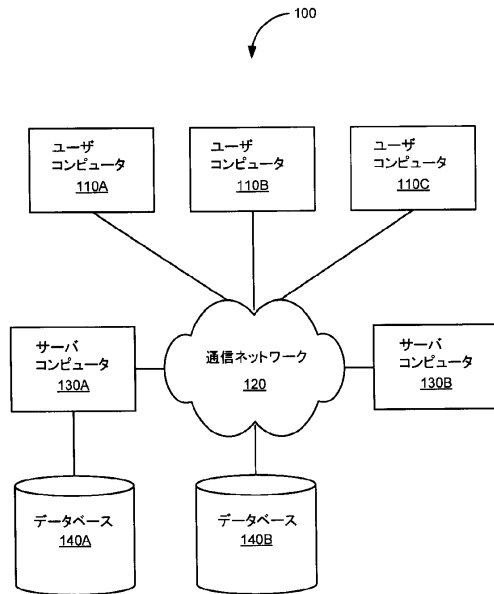 100
ユーザ
コンピュータ
110A
ユーザ
コンピュータ
110B
ユーザ
コンピュータ
110C
サーバ
コンピュータ
130A
通信ネットワーク
120
サーバ
コンピュータ
130B
データベース
140A
データベース
140B